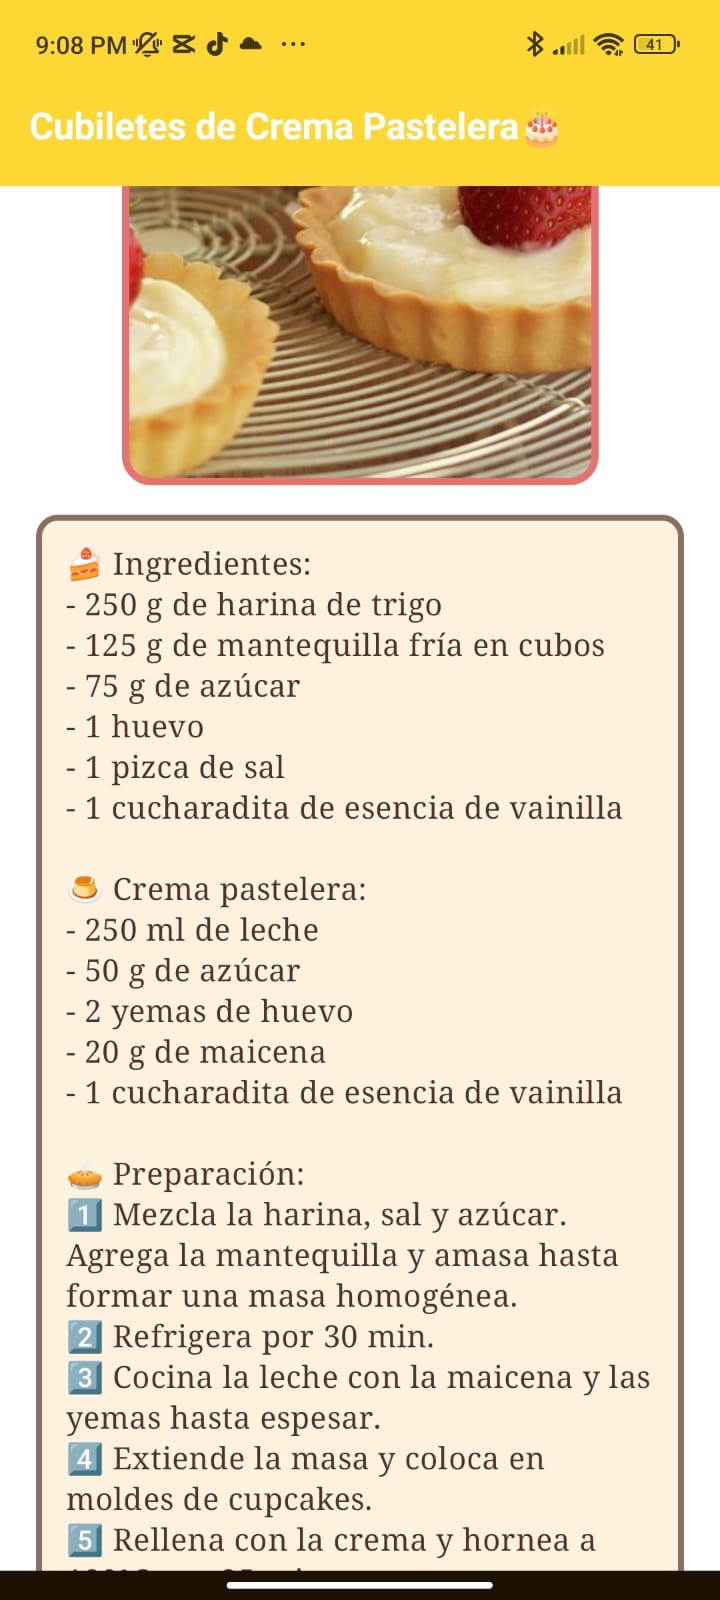 9:08 PM
41
Cubiletes de Crema Pastelera🎂
🍰 Ingredientes:
- 250 g de harina de trigo
- 125 g de mantequilla fría en cubos
- 75 g de azúcar
- 1 huevo
- 1 pizca de sal
- 1 cucharadita de esencia de vainilla
🍮 Crema pastelera:
- 250 ml de leche
- 50 g de azúcar
- 2 yemas de huevo
- 20 g de maicena
- 1 cucharadita de esencia de vainilla
🥧 Preparación:
1️⃣ Mezcla la harina, sal y azúcar.
Agrega la mantequilla y amasa hasta
formar una masa homogénea.
2️⃣ Refrigera por 30 min.
3️⃣ Cocina la leche con la maicena y las
yemas hasta espesar.
4️⃣ Extiende la masa y coloca en
moldes de cupcakes.
5️⃣ Rellena con la crema y hornea a